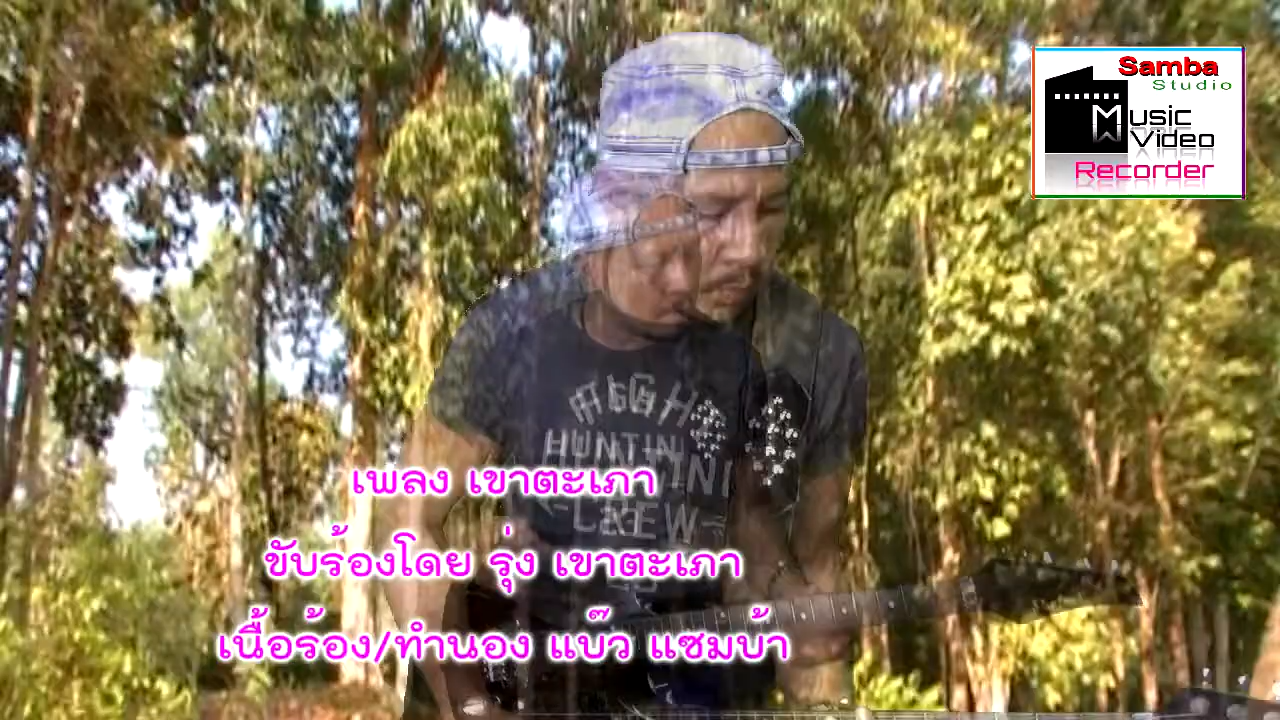 Samba
Studio
Music
Video
Recorder
HUNTIN
CREW
เพลง เขาตะเภา
ขับร้องโดย รุ่ง เขาตะเภา
เนื้อร้อง/ทำนอง แบ๊ว แซมบ้า